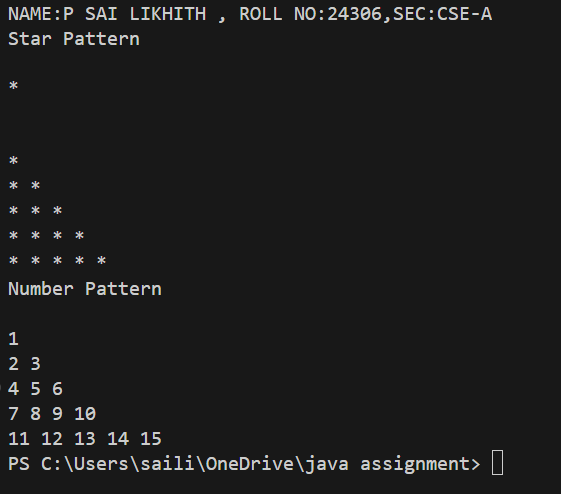 NAME:P SAI LIKHITH , ROLL NO:24306,SEC:CSE-A
Star Pattern
*
*
* *
* * *
* * * *
* * * * *
Number Pattern
1
2 3
4 5 6
7 8 9 10
11 12 13 14 15
PS C:\Users\saili\OneDrive\java assignment>